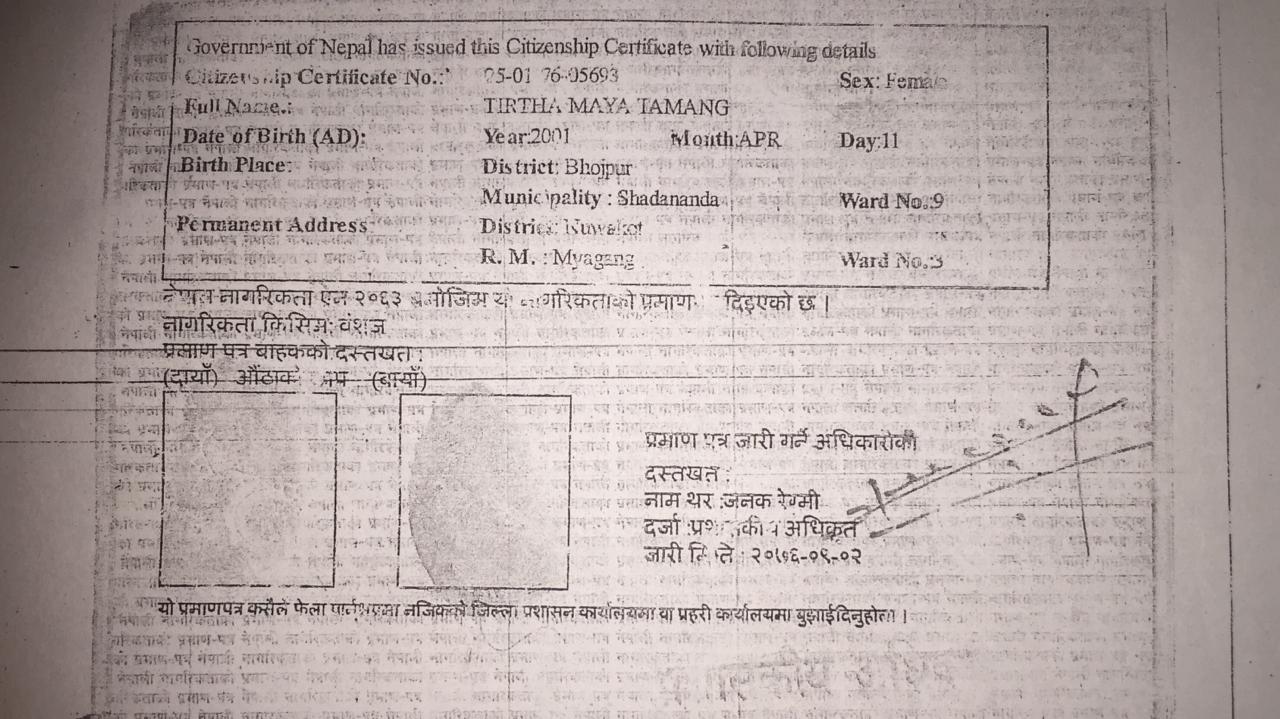 Government of Nepal has issued this Citizenship Certificate with following details
Citizenship Certificate No.: 25-01 76-05693 Sex: Female
Full Name.: TIRTHA MAYA TAMANG
Date of Birth (AD): Year:2001 Month:APR Day:11
Birth Place: District: Bhojpur
Municipality : Shadananda Ward No.:9
Permanent Address District: Nuwakot
R. M. : Myagang Ward No.:3
नेपाल नागरिकता ऐन २०६३ बमोजिम यो नागरिकताको प्रमाण दिइएको छ ।
नागरिकता किसिम: वंशज
प्रमाण पत्र बाहकको दस्तखत :
(दायाँ) औंठाको (बायाँ)
प्रमाण पत्र जारी गर्ने अधिकारीको
दस्तखत :
नाम थर :जनक रेग्मी
दर्जा : अधिकृत
जारी मिति : २०७६-०९-०२
यो प्रमाणपत्र कसैले फेला पारेमा नजिकको जिल्ला प्रशासन कार्यालयमा वा प्रहरी कार्यालयमा बुझाईदिनुहोला ।